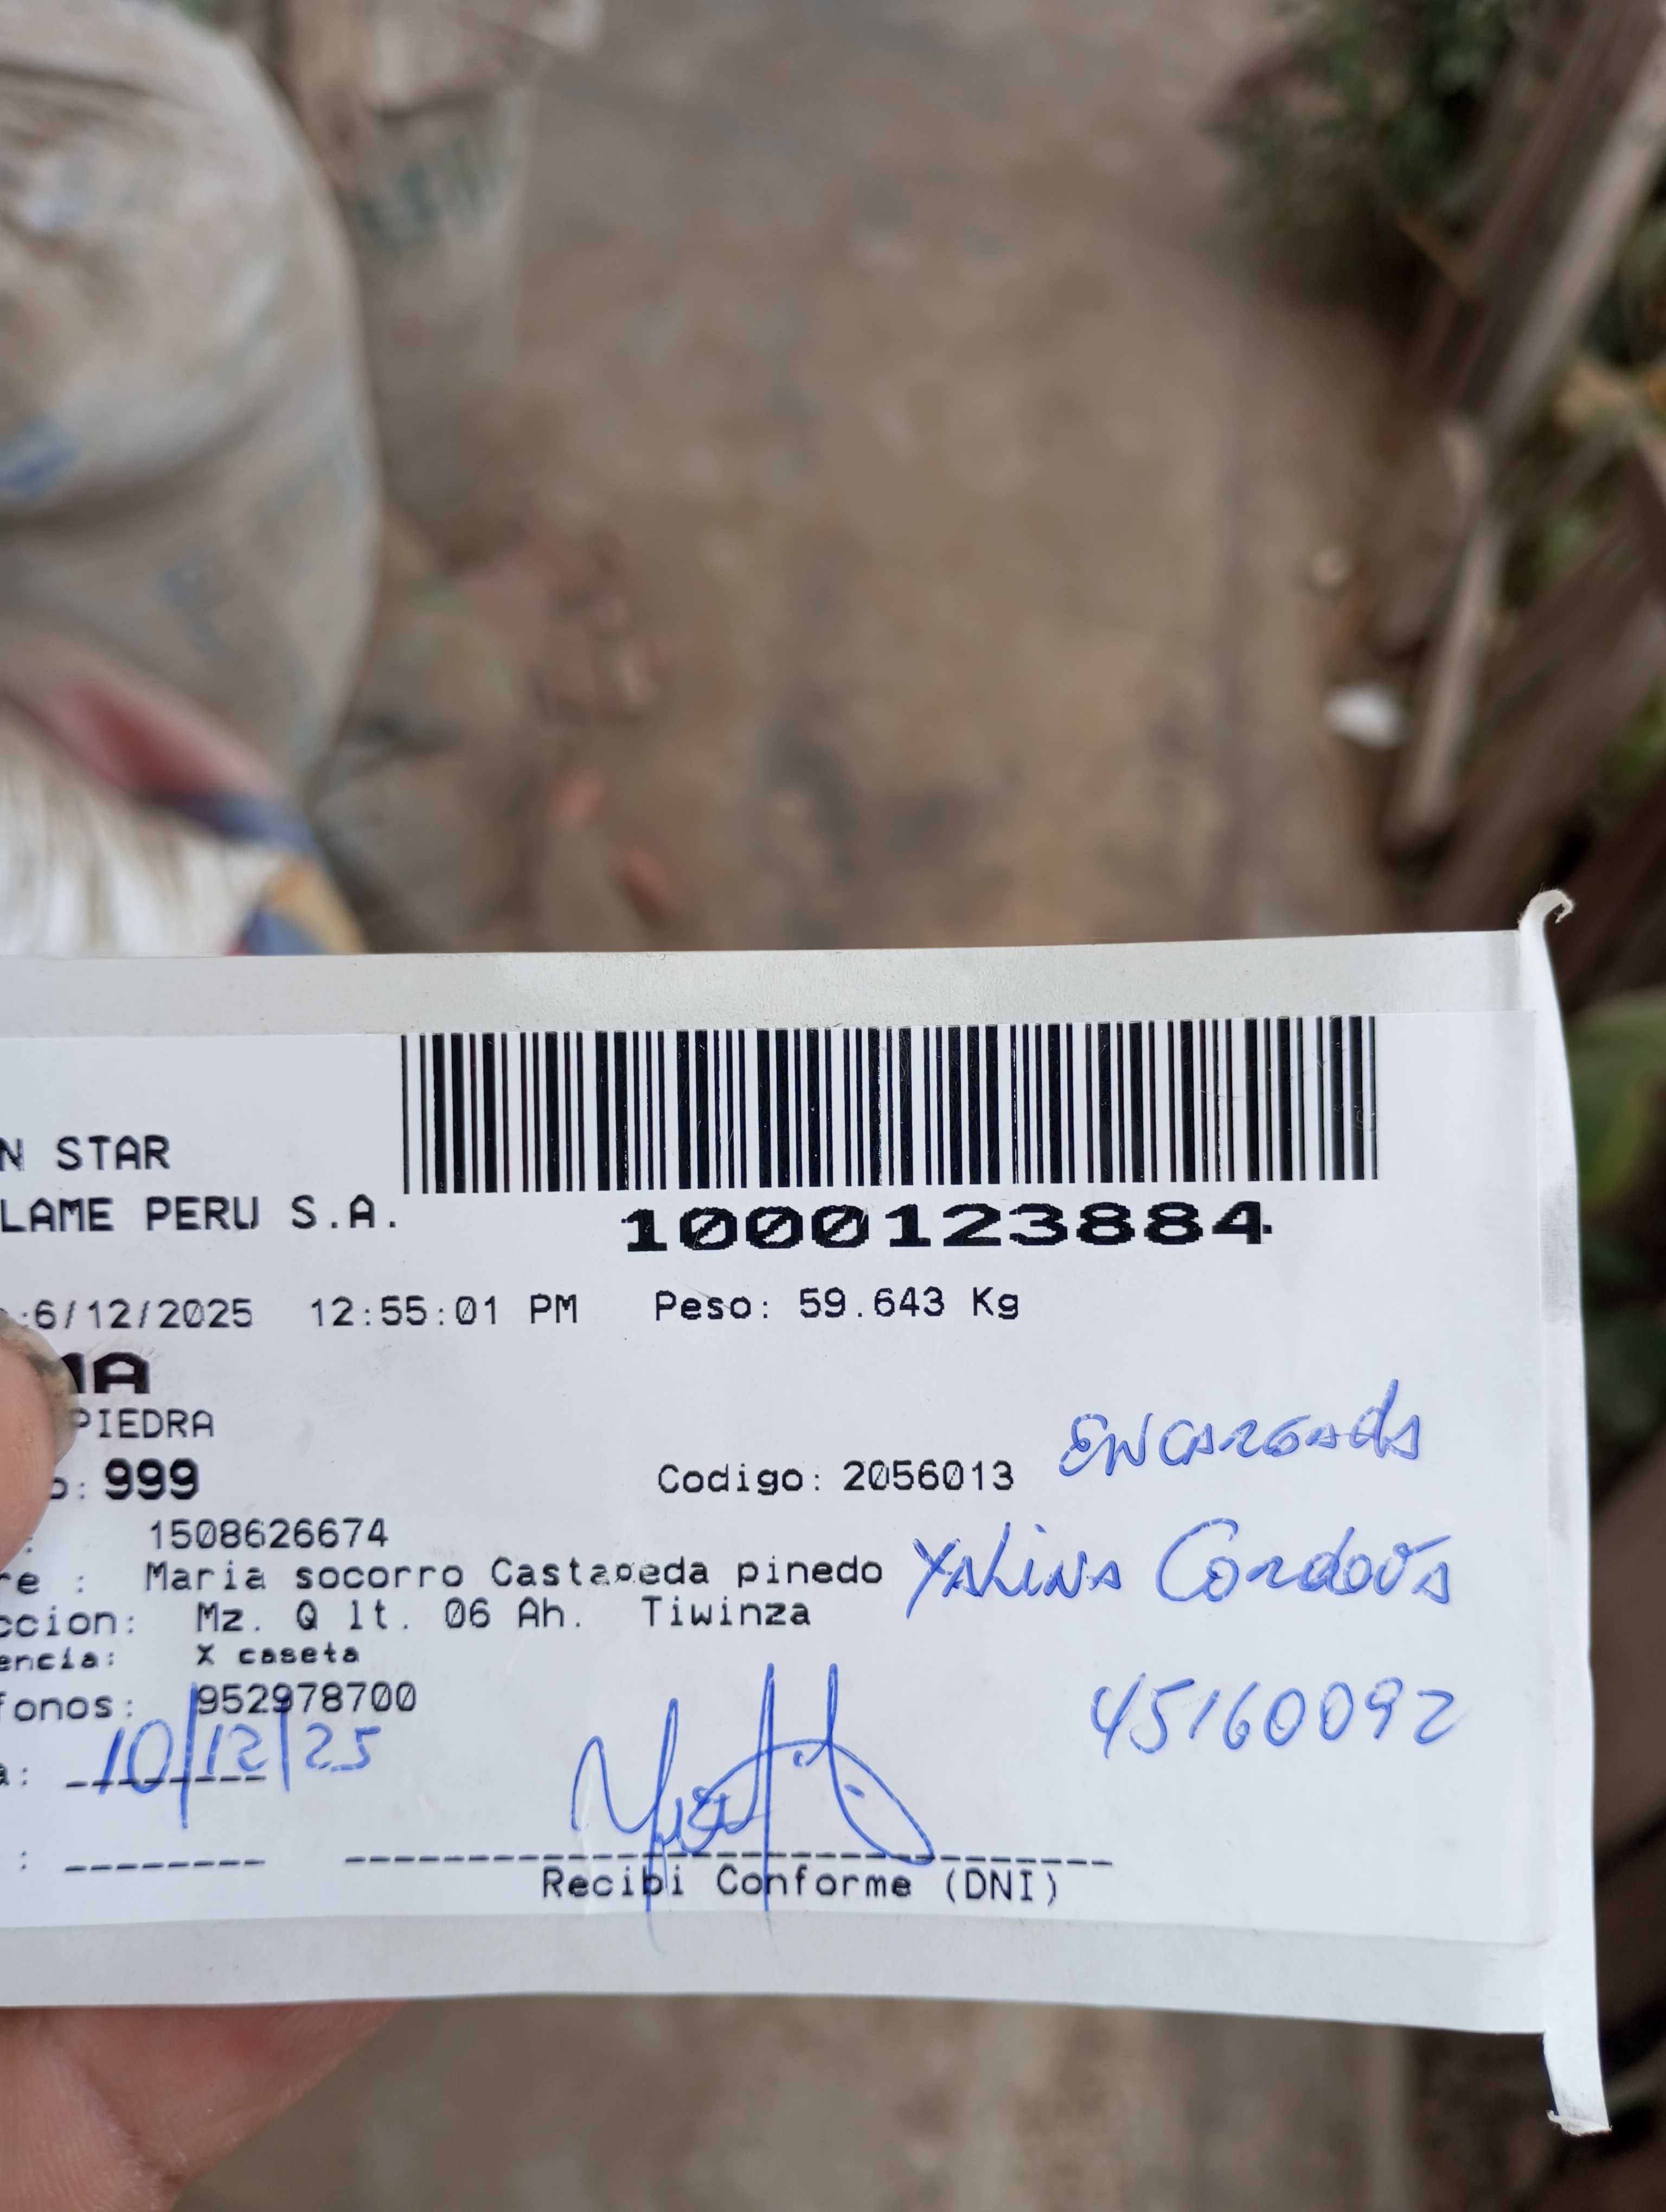 N STAR
LAME PERU S.A.
1000123884
:6/12/2025 12:55:01 PM Peso: 59.643 Kg
MA
PIEDRA
o: 999 Codigo: 2056013 ENCARGADA
: 1508626674
re : Maria socorro Castaneda pinedo YALINA Cordova
ccion: Mz. Q lt. 06 Ah. Tiwinza
encia: X caseta
fonos: 952978700 45160092
a: 10/12/25
:
Recibi Conforme (DNI)